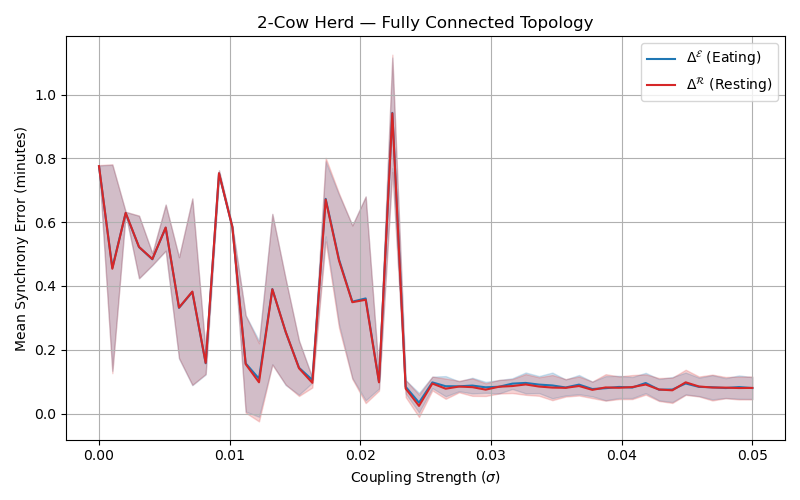 2-Cow Herd — Fully Connected Topology
Mean Synchrony Error (minutes)
1.0
0.8
0.6
0.4
0.2
0.0
Δ^ℰ (Eating)
Δ^ℛ (Resting)
0.00 0.01 0.02 0.03 0.04 0.05
Coupling Strength (σ)